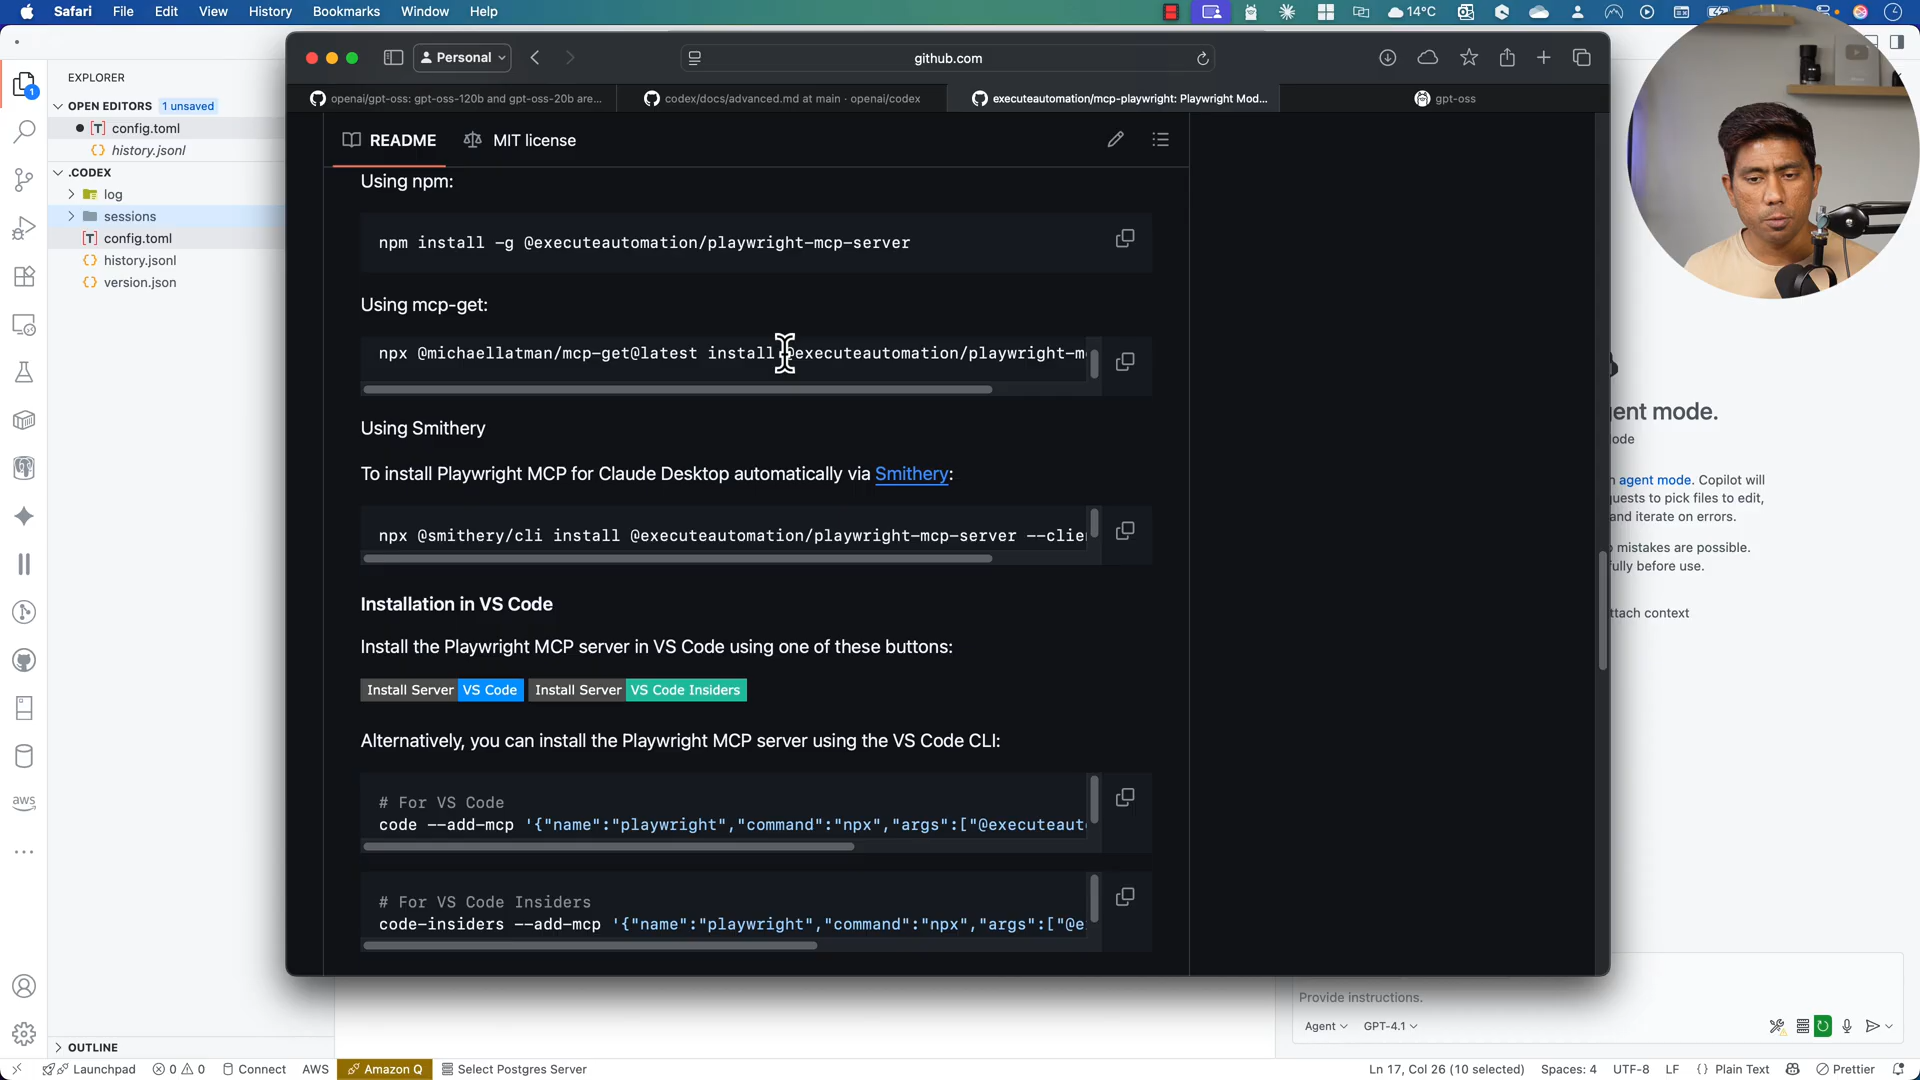 Safari File Edit View History Bookmarks Window Help
14°C
EXPLORER
OPEN EDITORS 1 unsaved
config.toml
history.jsonl
.CODEX
log
sessions
config.toml
history.jsonl
version.json
OUTLINE
Personal
github.com
openai/gpt-oss: gpt-oss-120b and gpt-oss-20b are...
codex/docs/advanced.md at main · openai/codex
executeautomation/mcp-playwright: Playwright Mod...
gpt-oss
README
MIT license
Using npm:
npm install -g @executeautomation/playwright-mcp-server
Using mcp-get:
npx @michaellatman/mcp-get@latest install @executeautomation/playwright-m
Using Smithery
To install Playwright MCP for Claude Desktop automatically via Smithery:
npx @smithery/cli install @executeautomation/playwright-mcp-server --clie
Installation in VS Code
Install the Playwright MCP server in VS Code using one of these buttons:
Install Server VS Code Install Server VS Code Insiders
Alternatively, you can install the Playwright MCP server using the VS Code CLI:
# For VS Code
code --add-mcp '{"name":"playwright","command":"npx","args":["@executeaut
# For VS Code Insiders
code-insiders --add-mcp '{"name":"playwright","command":"npx","args":["@e
ent mode.
ode
agent mode. Copilot will
uests to pick files to edit,
and iterate on errors.
mistakes are possible.
fully before use.
ttach context
Provide instructions.
Agent GPT-4.1
aws
1
Launchpad 0 0 Connect AWS Amazon Q Select Postgres Server
Ln 17, Col 26 (10 selected) Spaces: 4 UTF-8 LF Plain Text Prettier